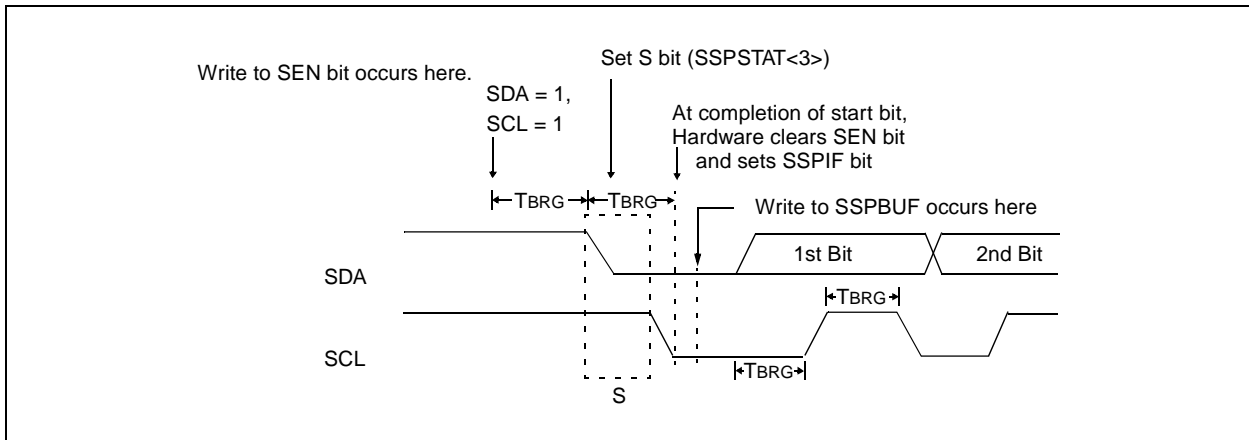 Set S bit (SSPSTAT<3>)
Write to SEN bit occurs here.
SDA = 1,
SCL = 1
At completion of start bit,
Hardware clears SEN bit
and sets SSPIF bit
TBRG
TBRG
Write to SSPBUF occurs here
SDA
1st Bit
2nd Bit
TBRG
SCL
TBRG
S